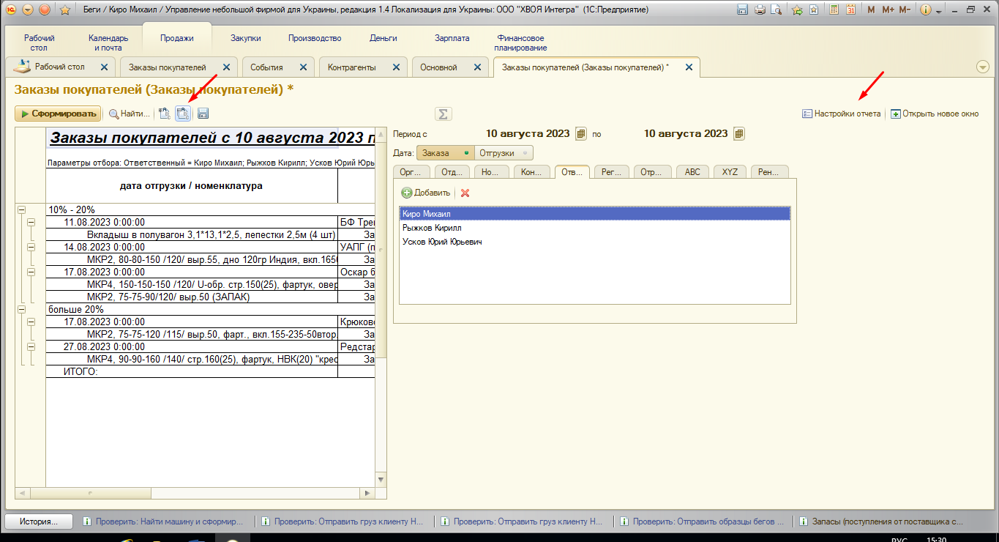 Беги / Киро Михаил / Управление небольшой фирмой для Украины, редакция 1.4 Локализация для Украины: ООО "ХВОЯ Интегра" (1С:Предприятие)
M M+ M-
Рабочий стол
Календарь и почта
Продажи
Закупки
Производство
Деньги
Зарплата
Финансовое планирование
Рабочий стол
Заказы покупателей
События
Контрагенты
Основной
Заказы покупателей (Заказы покупателей) *
Заказы покупателей (Заказы покупателей) *
Сформировать
Найти...
Σ
Настройки отчета
Открыть новое окно
Заказы покупателей с 10 августа 2023 п
Параметры отбора: Ответственный = Киро Михаил; Рыжков Кирилл; Усков Юрий Юрь
дата отгрузки / номенклатура
10% - 20%
11.08.2023 0:00:00
БФ Трей
Вкладыш в полувагон 3,1*13,1*2,5, лепестки 2,5м (4 шт)
За
14.08.2023 0:00:00
УАПГ (п
МКР2, 80-80-150 /120/ выр.55, дно 120гр Индия, вкл.165
За
17.08.2023 0:00:00
Оскар б
МКР4, 150-150-150 /120/ U-обр. стр.150(25), фартук, овер
За
МКР2, 75-75-90/120/ выр.50 (ЗАПАК)
За
больше 20%
17.08.2023 0:00:00
Крюково
МКР2, 75-75-120 /115/ выр.50, фарт., вкл.155-235-50втор.
За
27.08.2023 0:00:00
Редстар
МКР4, 90-90-160 /140/ стр.160(25), фартук, НВК(20) "крес
За
ИТОГО:
Период с 10 августа 2023 по 10 августа 2023
Дата: Заказа Отгрузки
Орг... Отд... Но... Кон... Отв... Рег... Отр... ABC XYZ Рен...
Добавить
Киро Михаил
Рыжков Кирилл
Усков Юрий Юрьевич
История...
Проверить: Найти машину и сформир...
Проверить: Отправить груз клиенту Н...
Проверить: Отправить груз клиенту Н...
Проверить: Отправить образцы бегов ...
Запасы (поступления от поставщика с...
РУС 15:30